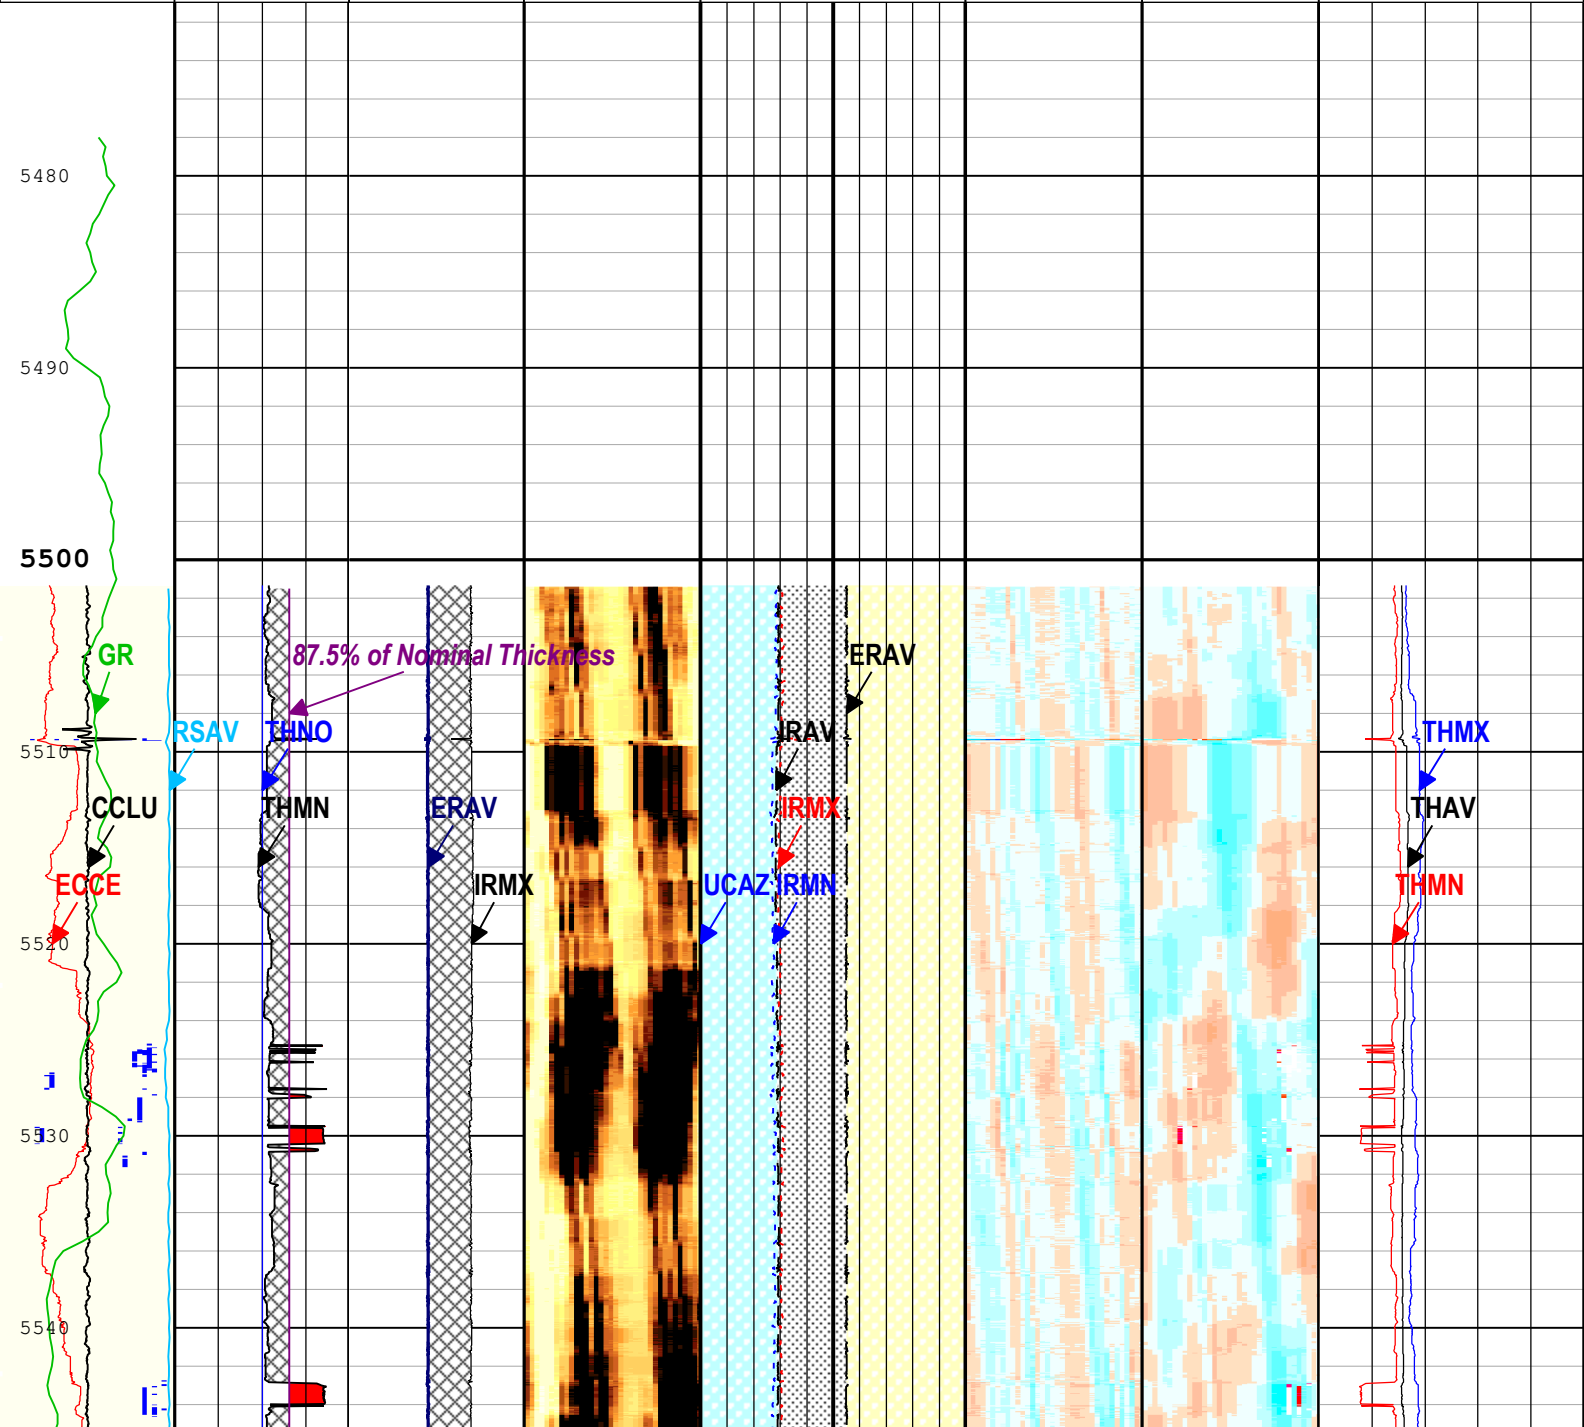 5480
5490
5500
GR
87.5% of Nominal Thickness
ERAV
RSAV
THNO
IRAV
THMX
5510
CCLU
THMN
ERAV
IRMX
THAV
ECCE
IRMX
UCAZ
IRMN
THMN
5520
5530
5540